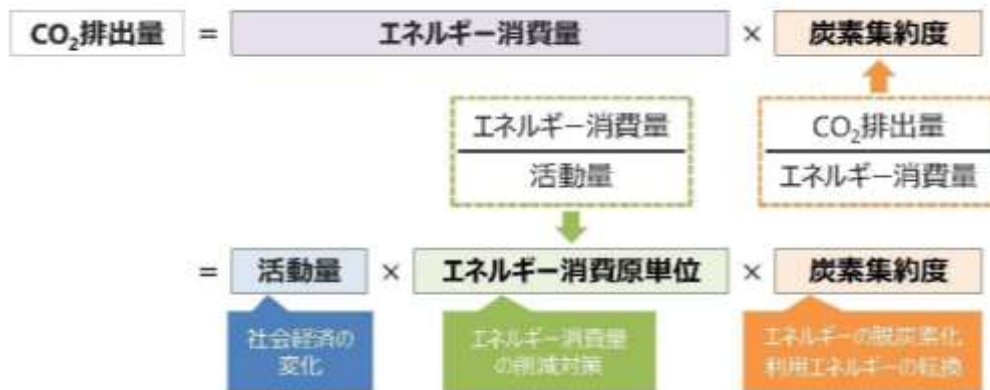 CO₂排出量 = エネルギー消費量 × 炭素集約度
エネルギー消費量
活動量
CO₂排出量
エネルギー消費量
= 活動量 × エネルギー消費原単位 × 炭素集約度
社会経済の
変化
エネルギー消費量
の削減対策
エネルギーの脱炭素化
利用エネルギーの転換